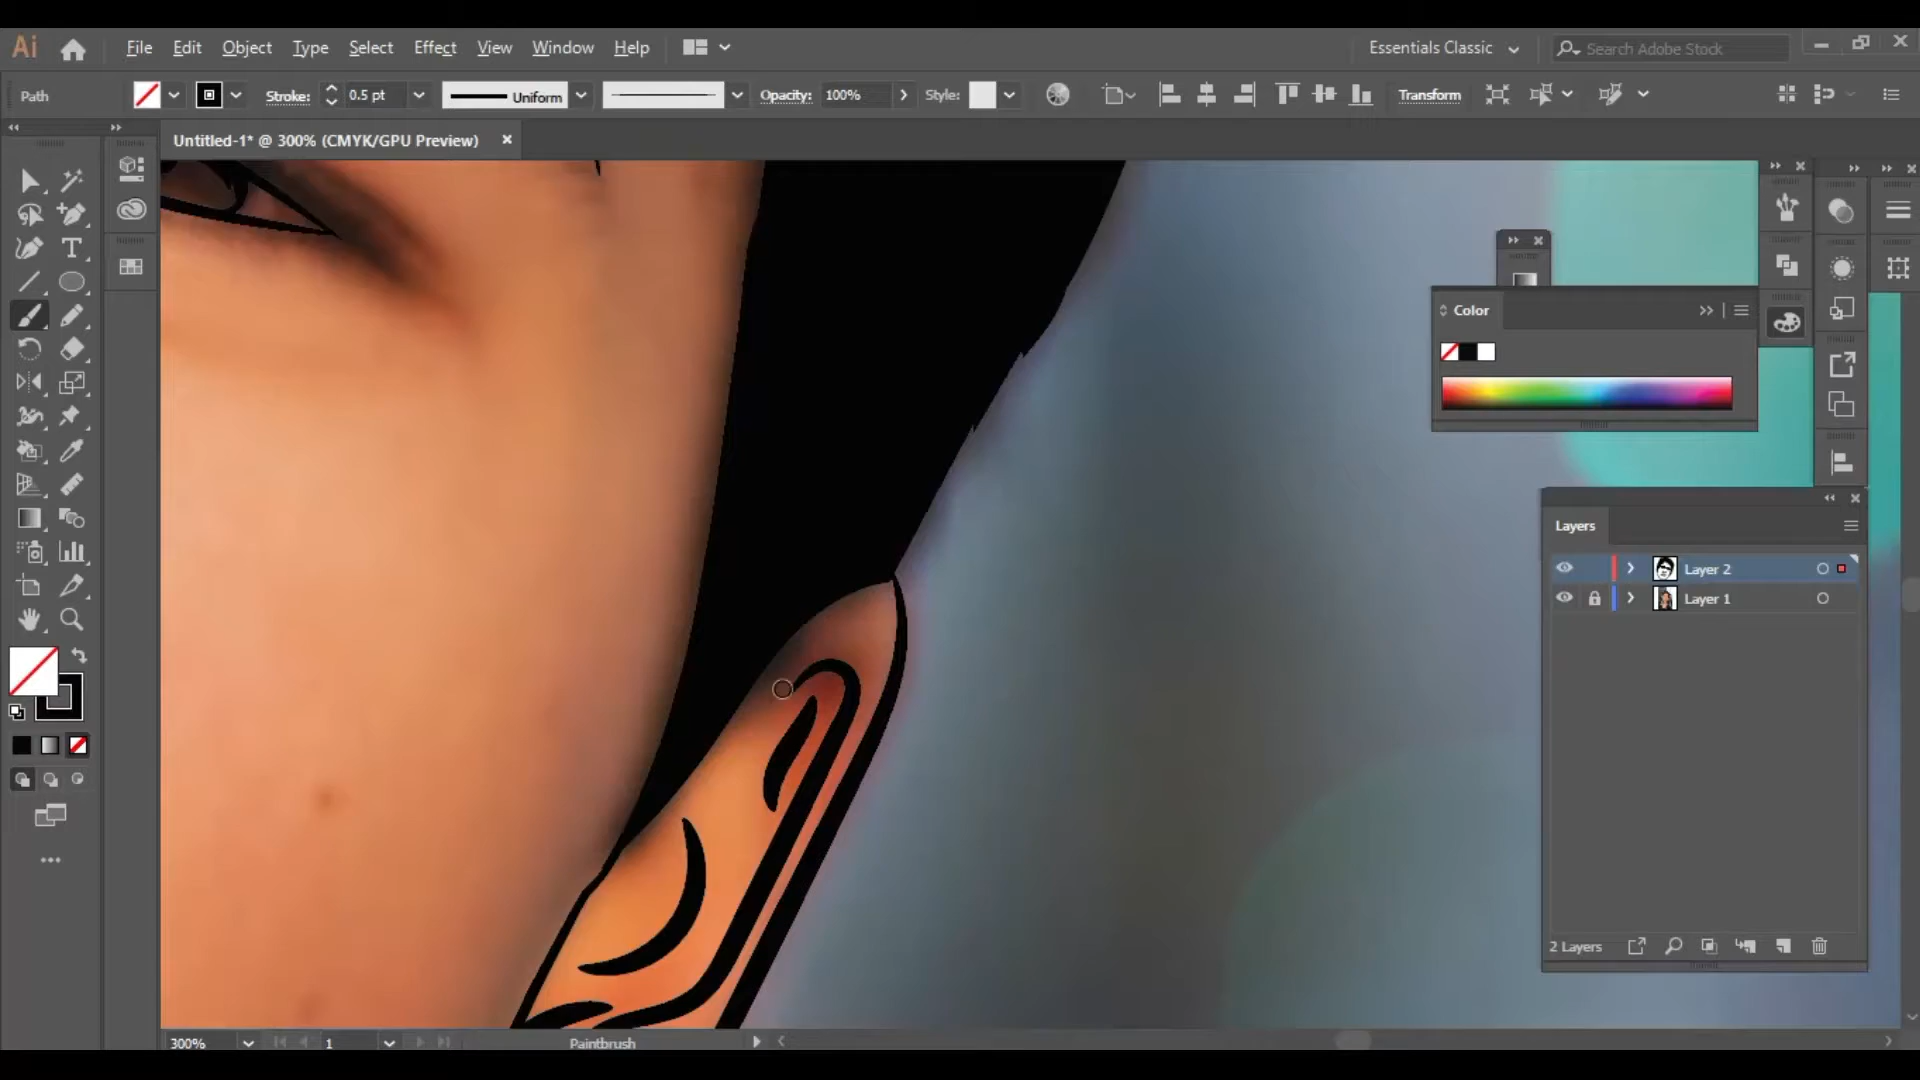 Ai File Edit Object Type Select Effect View Window Help Essentials Classic Search Adobe Stock
Path Stroke: 0.5 pt Uniform Opacity: 100% Style: Transform
Untitled-1* @ 300% (CMYK/GPU Preview)
Color
Layers
Layer 2
Layer 1
2 Layers
300% 1 Paintbrush